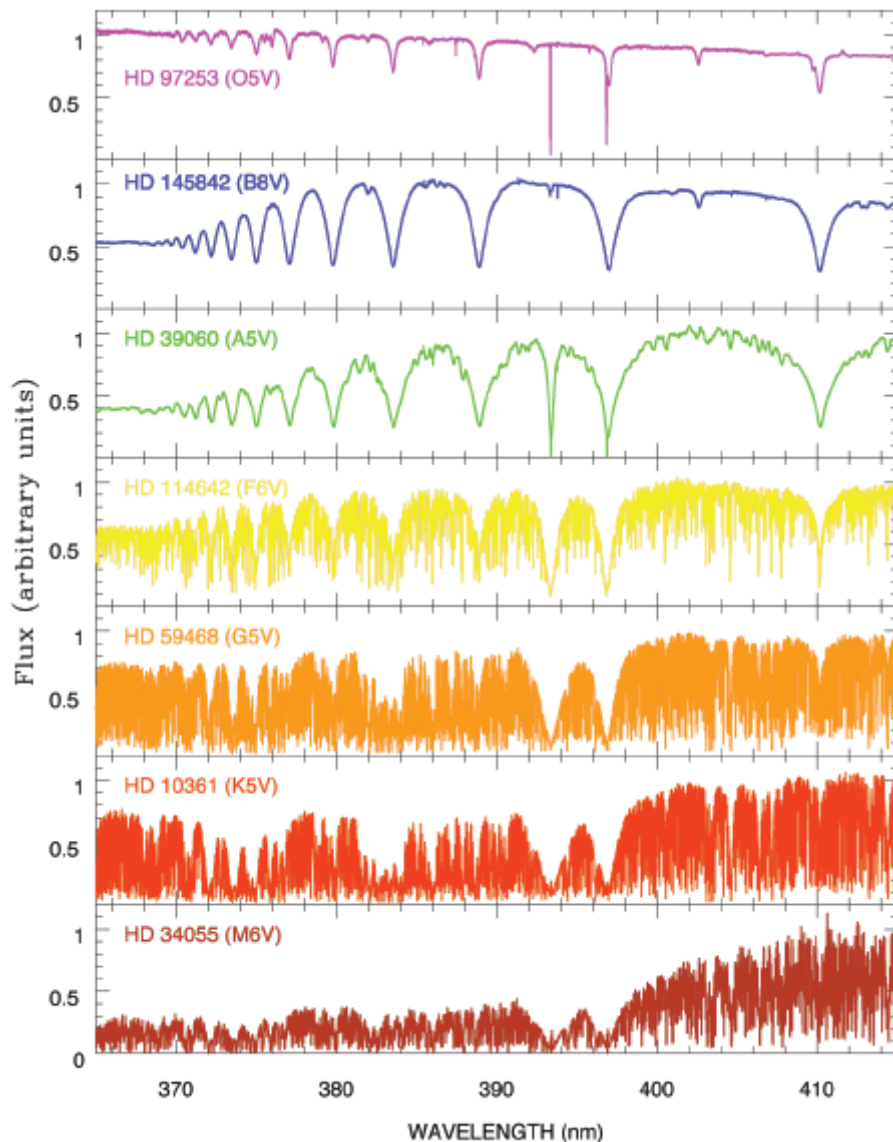 1
HD 97253 (O5V)
0.5
HD 145842 (B8V)
1
0.5
HD 39060 (A5V)
1
0.5
HD 114642 (F6V)
1
0.5
HD 59468 (G5V)
1
0.5
HD 10361 (K5V)
1
0.5
HD 34055 (M6V)
1
0.5
0
Flux (arbitrary units)
370 380 390 400 410
WAVELENGTH (nm)